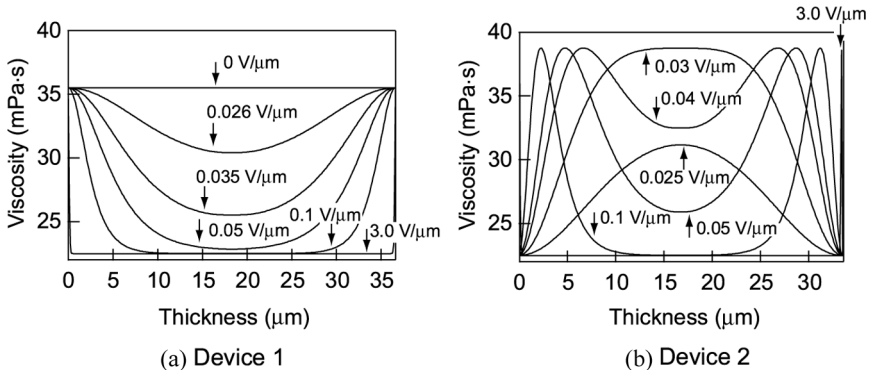 40
35
30
25
Viscosity (mPa·s)
0 V/μm
0.026 V/μm
0.035 V/μm
0.05 V/μm
0.1 V/μm
3.0 V/μm
0 5 10 15 20 25 30 35
Thickness (μm)
(a) Device 1
3.0 V/μm
40
35
30
25
Viscosity (mPa·s)
0.03 V/μm
0.04 V/μm
0.025 V/μm
0.1 V/μm
0.05 V/μm
0 5 10 15 20 25 30
Thickness (μm)
(b) Device 2